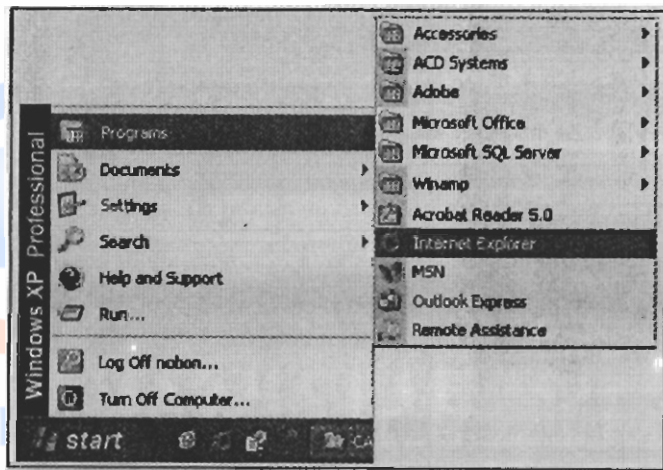 Accessories
ACD Systems
Adobe
Microsoft Office
Microsoft SQL Server
Winamp
Acrobat Reader 5.0
Internet Explorer
MSN
Outlook Express
Remote Assistance
Windows XP Professional
Programs
Documents
Settings
Search
Help and Support
Run...
Log Off nobon...
Turn Off Computer...
start
CA